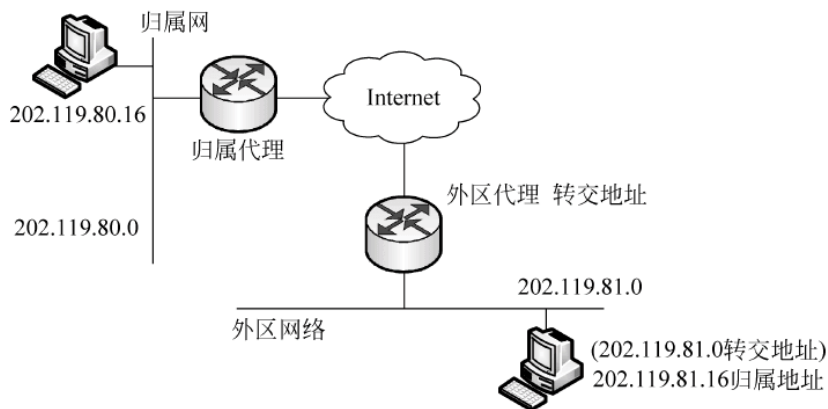 归属网
202.119.80.16
归属代理
Internet
外区代理 转交地址
202.119.80.0
202.119.81.0
外区网络
(202.119.81.0转交地址)
202.119.81.16归属地址